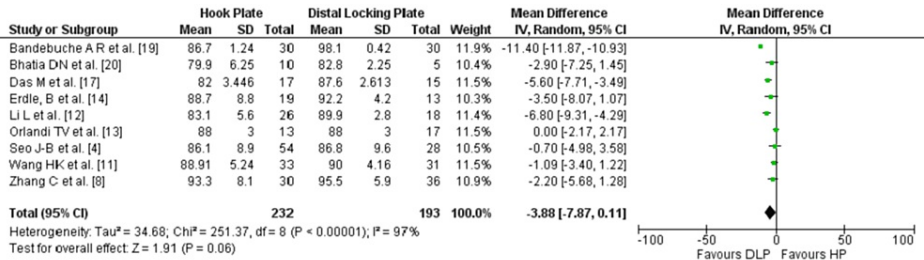 Hook Plate Distal Locking Plate Mean Difference Mean Difference
Study or Subgroup Mean SD Total Mean SD Total Weight IV, Random, 95% CI IV, Random, 95% CI
Bandebuche A R et al. [19] 86.7 1.24 30 98.1 0.42 30 11.9% -11.40 [-11.87, -10.93]
Bhatia DN et al. [20] 79.9 6.25 10 82.8 2.25 5 10.4% -2.90 [-7.25, 1.45]
Das M et al. [17] 82 3.446 17 87.6 2.613 15 11.5% -5.60 [-7.71, -3.49]
Erdle, B et al. [14] 88.7 8.8 19 92.2 4.2 13 10.3% -3.50 [-8.07, 1.07]
Li L et al. [12] 83.1 5.6 26 89.9 2.8 18 11.4% -6.80 [-9.31, -4.29]
Orlandi TV et al. [13] 88 3 13 88 3 17 11.5% 0.00 [-2.17, 2.17]
Seo J-B et al. [4] 86.1 8.9 54 86.8 9.6 28 10.5% -0.70 [-4.98, 3.58]
Wang HK et al. [11] 88.91 5.24 33 90 4.16 31 11.5% -1.09 [-3.40, 1.22]
Zhang C et al. [8] 93.3 8.1 30 95.5 5.9 36 10.9% -2.20 [-5.68, 1.28]
Total (95% CI) 232 193 100.0% -3.88 [-7.87, 0.11]
Heterogeneity: Tau² = 34.68; Chi² = 251.37, df = 8 (P < 0.00001); I² = 97%
Test for overall effect: Z = 1.91 (P = 0.06)
-100 -50 0 50 100
Favours DLP Favours HP